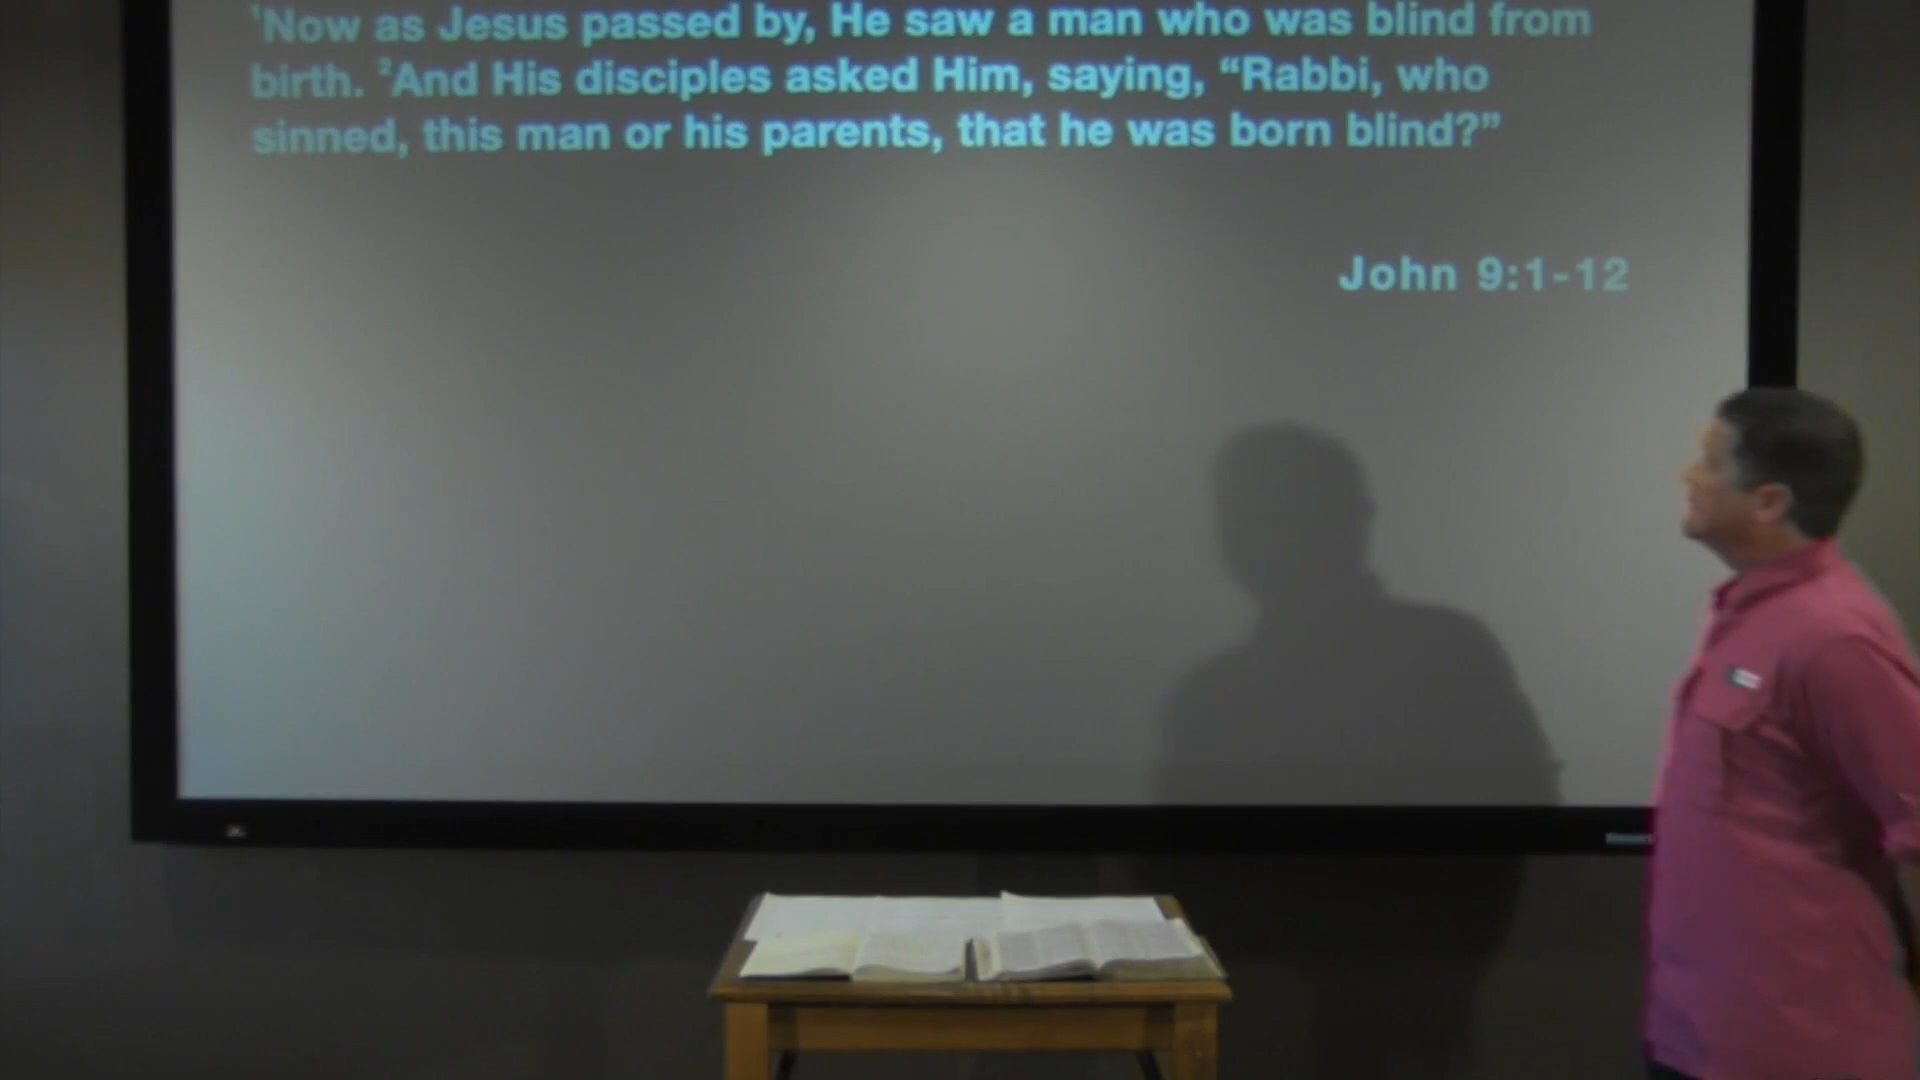 ¹Now as Jesus passed by, He saw a man who was blind from
birth. ²And His disciples asked Him, saying, “Rabbi, who
sinned, this man or his parents, that he was born blind?”
John 9:1-12